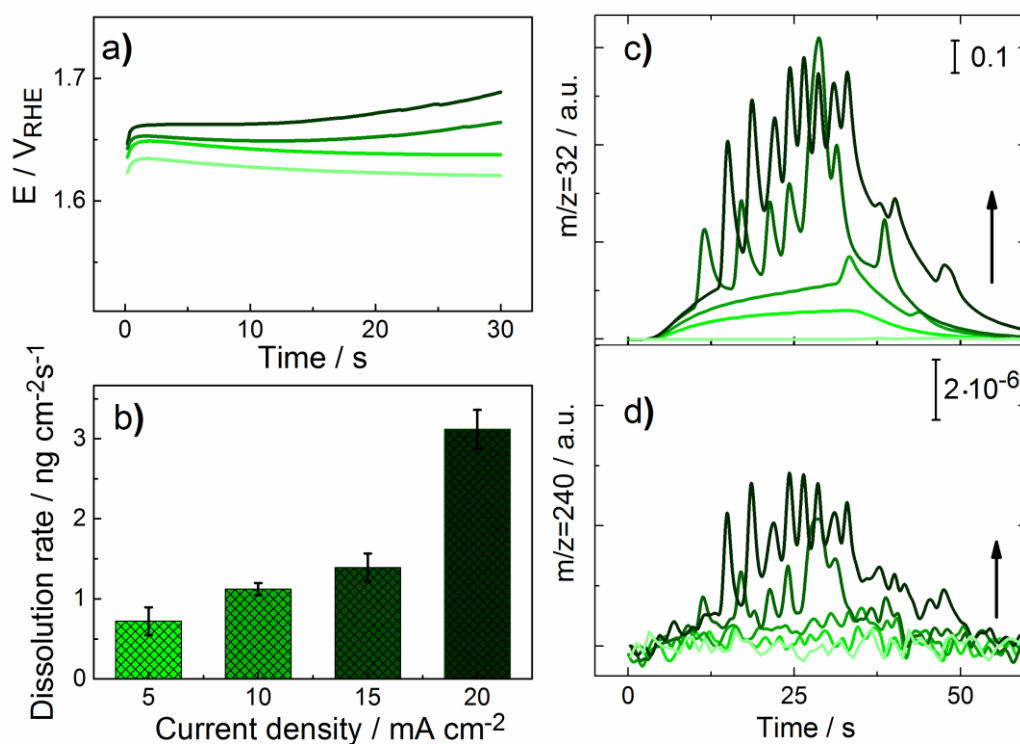 a)
E / V_RHE
1.7
1.6
0
10
20
30
Time / s
b)
Dissolution rate / ng cm⁻²s⁻¹
3
2
1
0
5
10
15
20
Current density / mA cm⁻²
c)
0.1
m/z=32 / a.u.
d)
2·10⁻⁶
m/z=240 / a.u.
0
25
50
Time / s